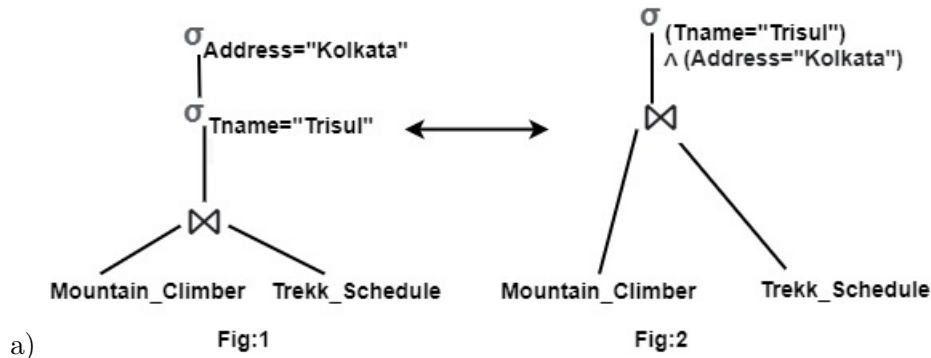 σ Address="Kolkata"
σ Tname="Trisul"
⋈
Mountain_Climber Trekk_Schedule
Fig:1
σ (Tname="Trisul")
∧ (Address="Kolkata")
⋈
Mountain_Climber Trekk_Schedule
Fig:2
a)